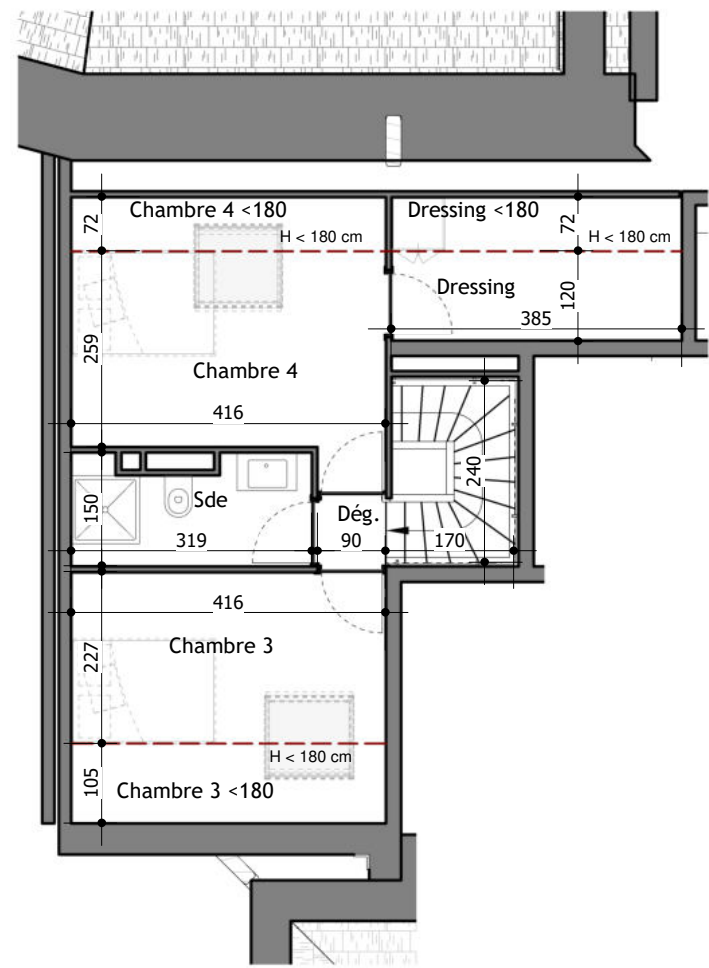 Chambre 4 <180
Dressing <180
72
72
H < 180 cm
H < 180 cm
Dressing
120
385
259
Chambre 4
416
240
150
Sde
Dég.
319
90
170
416
227
Chambre 3
H < 180 cm
105
Chambre 3 <180